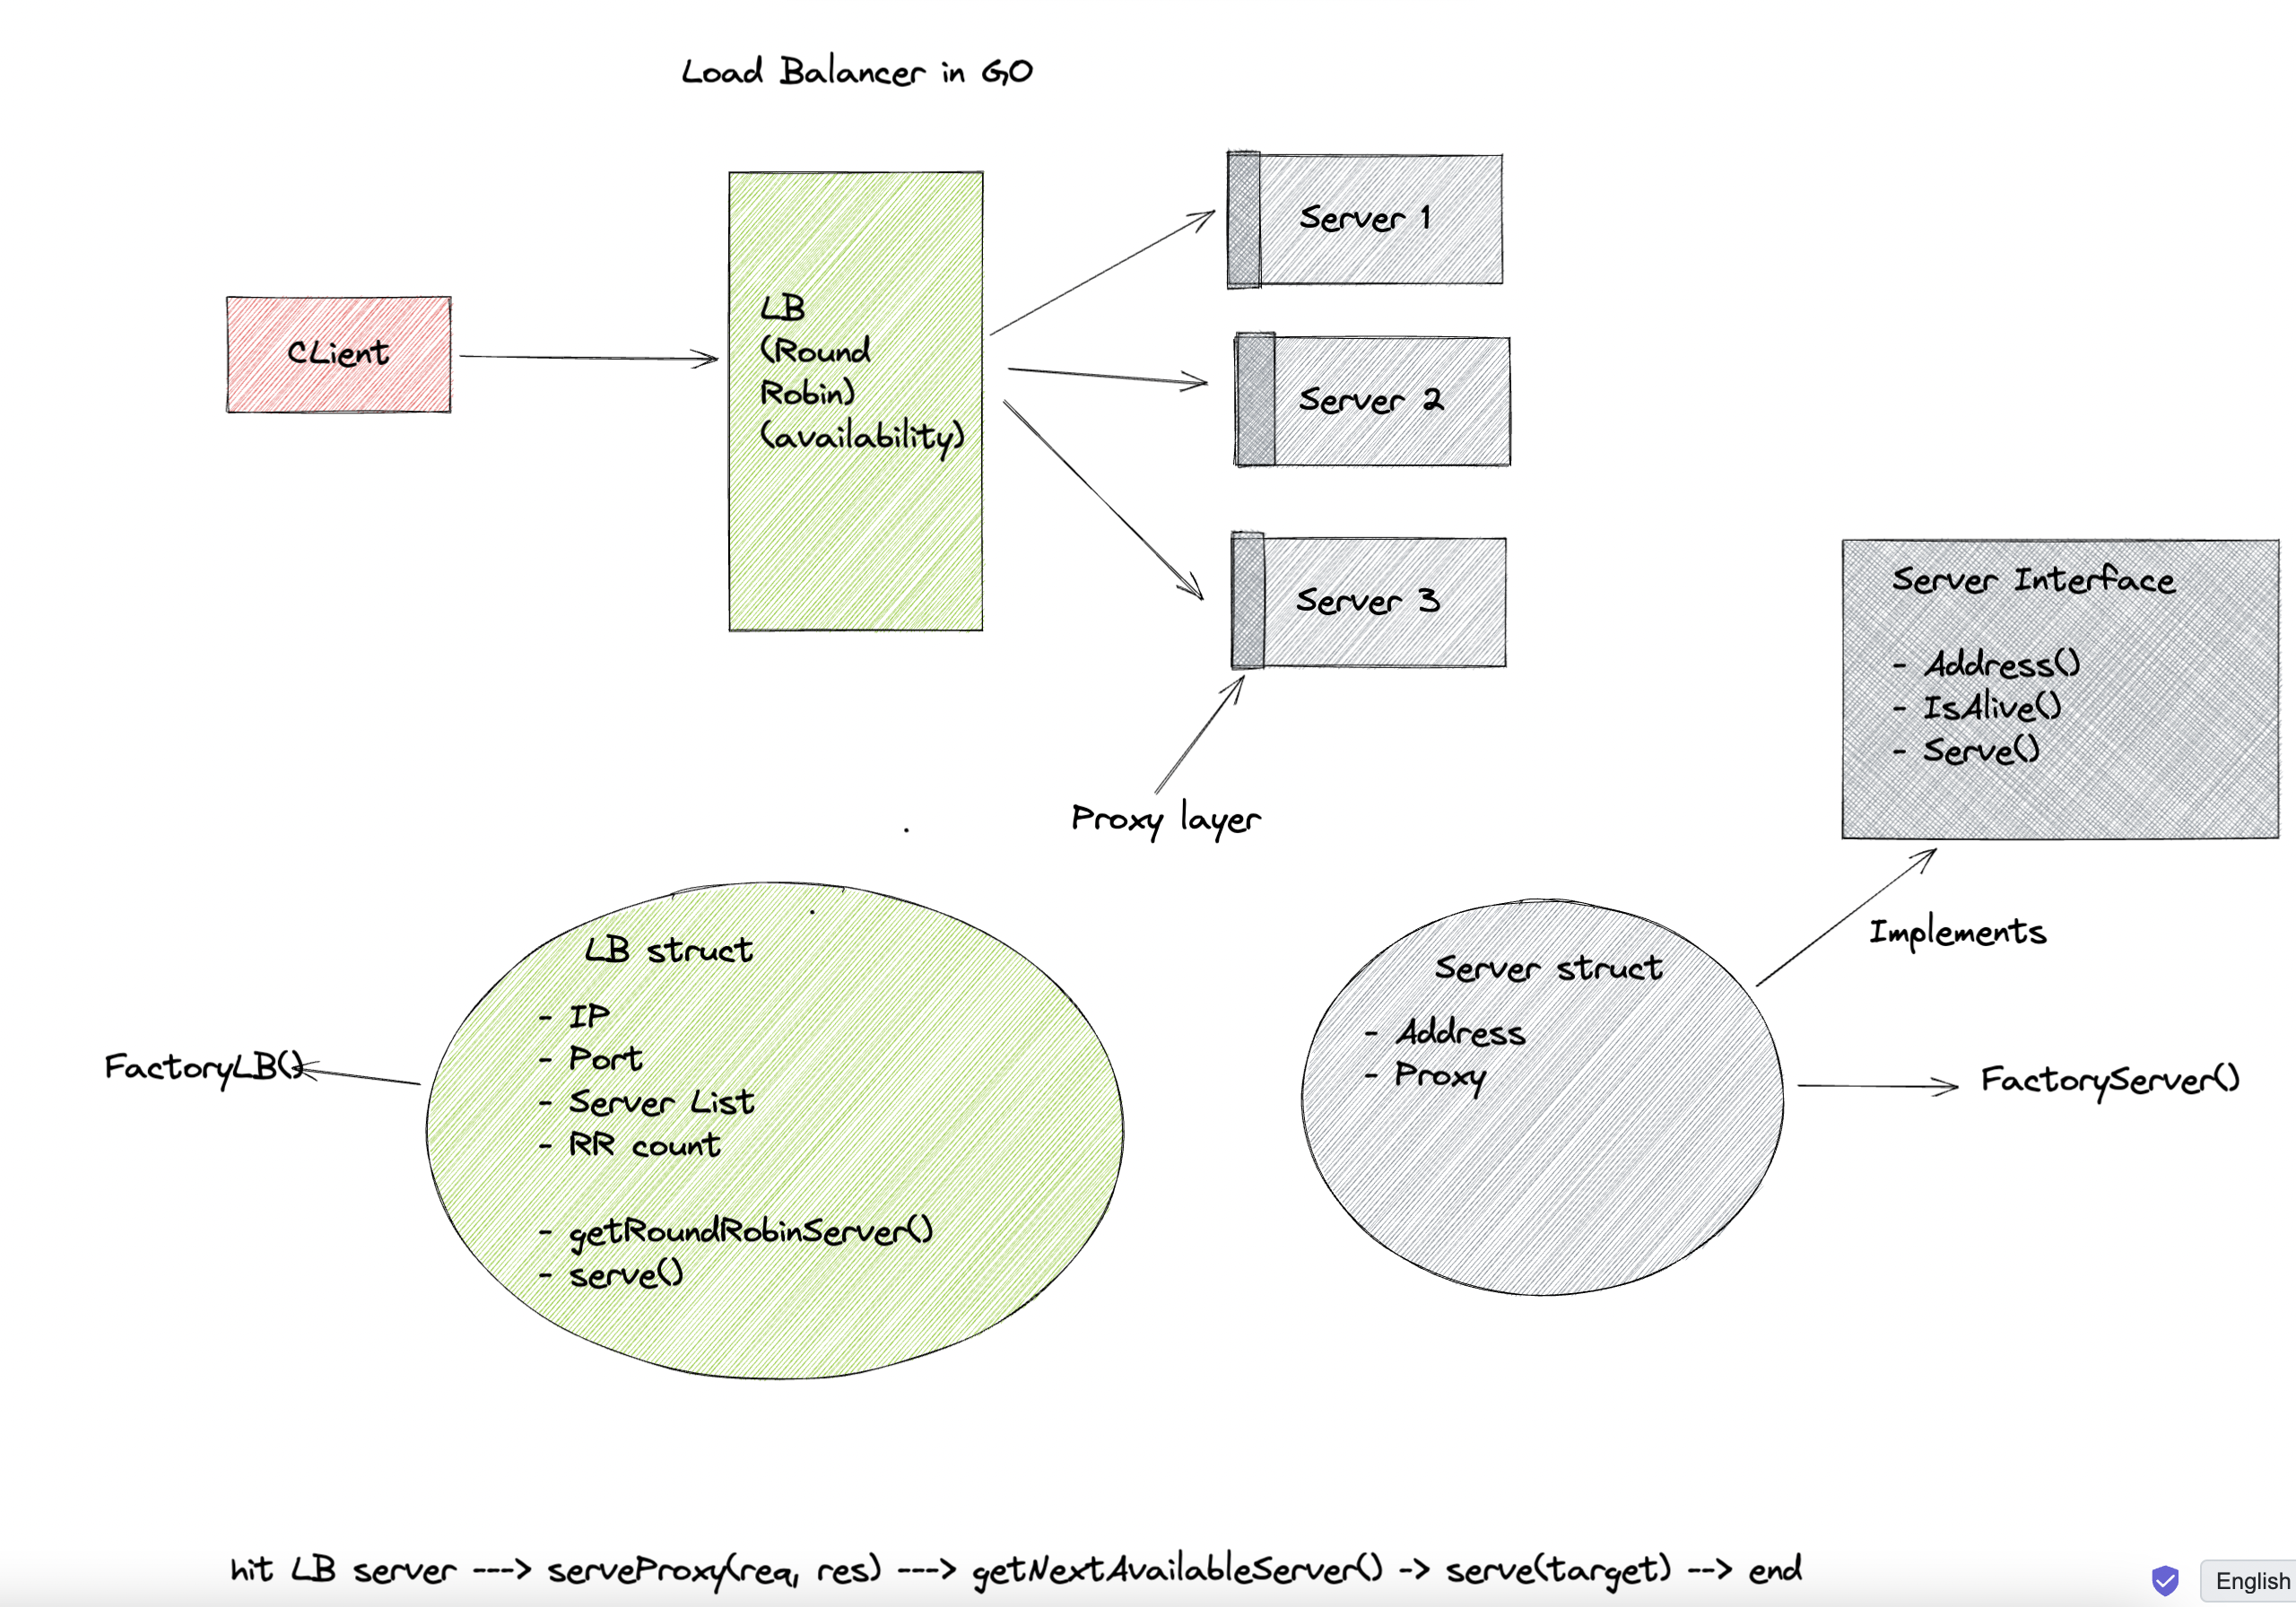 Load Balancer in GO
CLient
LB
(Round
Robin)
(availability)
Server 1
Server 2
Server 3
Proxy layer
Server Interface
- Address()
- IsAlive()
- Serve()
Implements
LB struct
- IP
- Port
- Server List
- RR count
- getRoundRobinServer()
- serve()
FactoryLB()
Server struct
- Address
- Proxy
FactoryServer()
hit LB server ---> serveProxy(req, res) ---> getNextAvailableServer() -> serve(target) --> end
English